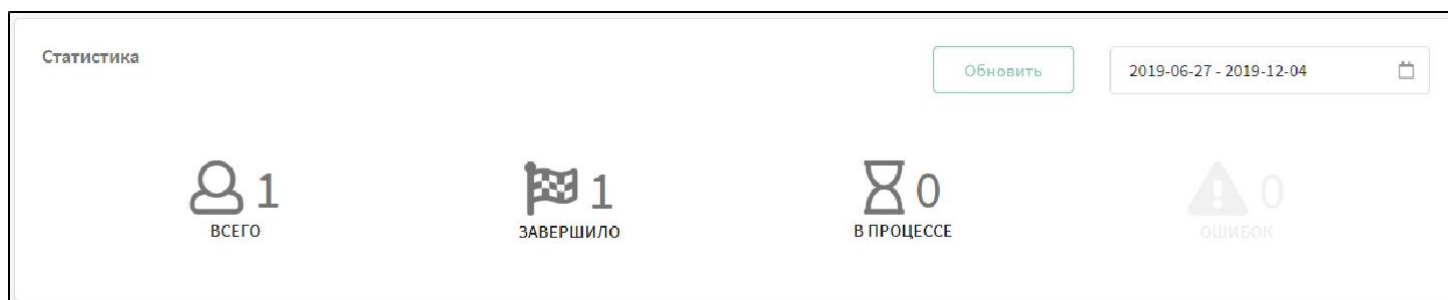 Статистика
Обновить
2019-06-27 - 2019-12-04
1
ВСЕГО
1
ЗАВЕРШИЛО
0
В ПРОЦЕССЕ
0
ОШИБОК